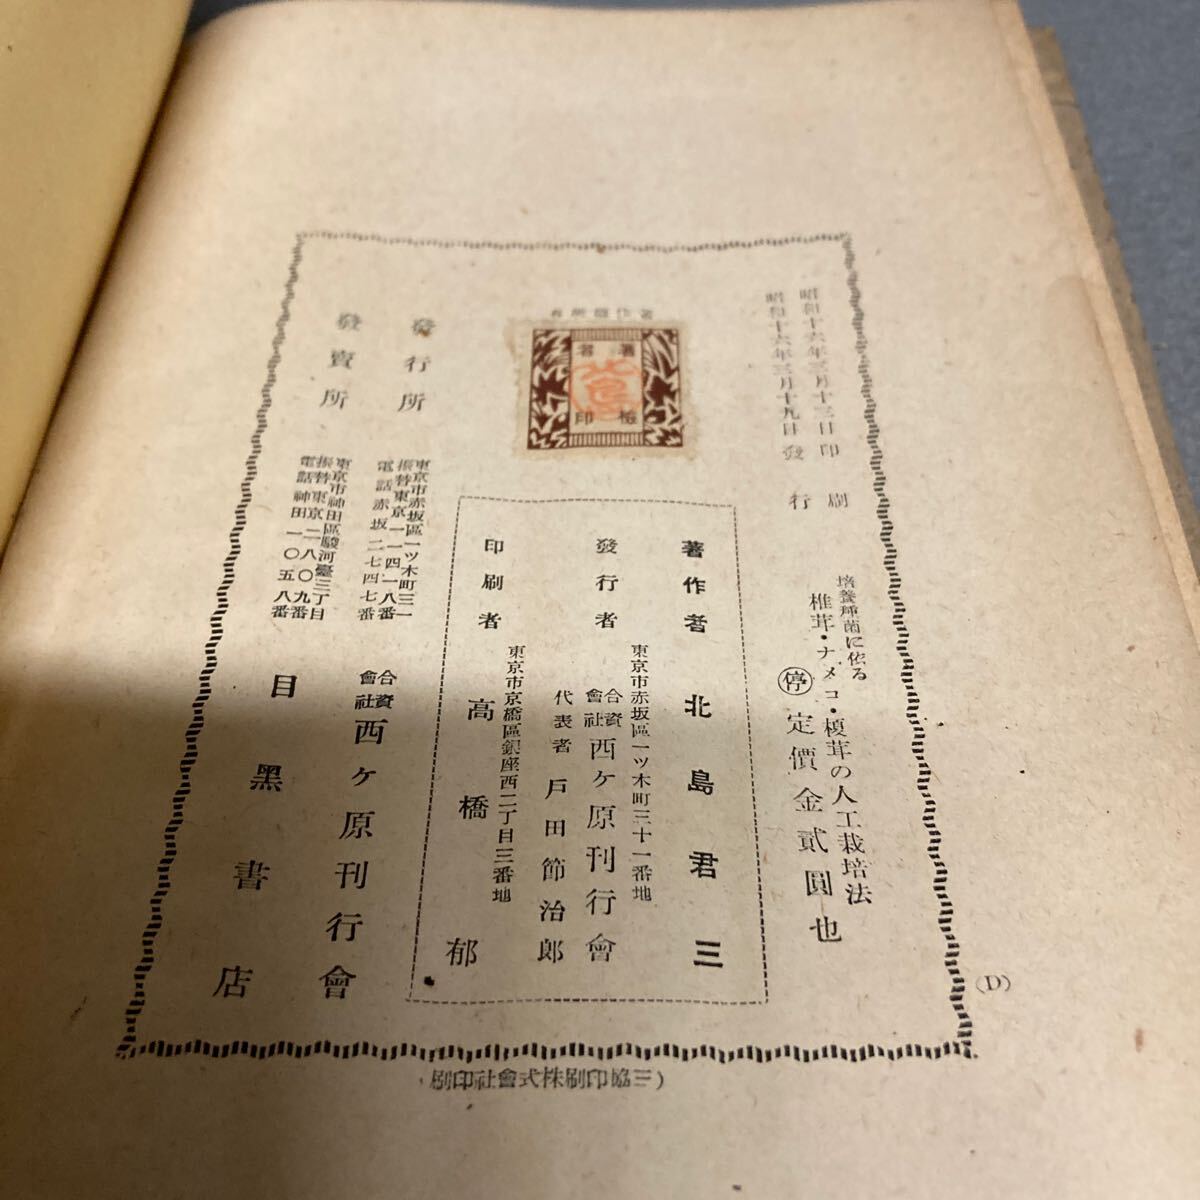 昭和十六年三月十三日印刷
昭和十六年三月十九日發行
培養種菌に依る
椎茸・ナメコ・榎茸の人工栽培法
停 定價金貳圓也
著作權所有
著者
檢印
著作者 北島君三
東京市赤坂區一ツ木町三十一番地
發行者 合資會社 西ケ原刊行會
代表者 戸田節治郎
東京市京橋區銀座西二丁目三番地
印刷者 高橋郁
發行所
東京市赤坂區一ツ木町三一
振替東京一一四一八番
電話赤坂二七四七番
合資會社 西ケ原刊行會
發賣所
東京市神田區駿河臺三丁目
振替東京二八〇九番
電話神田一〇五八番
目黑書店
(D)
(三協印刷株式會社印刷